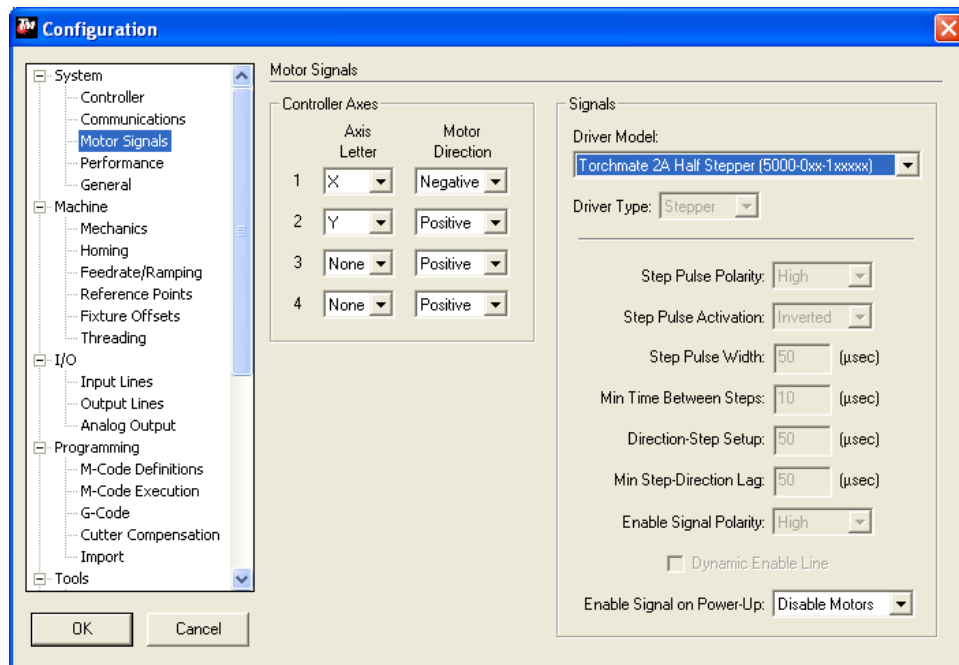 TM Configuration
System
Controller
Communications
Motor Signals
Performance
General
Machine
Mechanics
Homing
Feedrate/Ramping
Reference Points
Fixture Offsets
Threading
I/O
Input Lines
Output Lines
Analog Output
Programming
M-Code Definitions
M-Code Execution
G-Code
Cutter Compensation
Import
Tools
OK Cancel
Motor Signals
Controller Axes
Axis Letter Motor Direction
1 X Negative
2 Y Positive
3 None Positive
4 None Positive
Signals
Driver Model:
Torchmate 2A Half Stepper (5000-0xx-1xxxxx)
Driver Type: Stepper
Step Pulse Polarity: High
Step Pulse Activation: Inverted
Step Pulse Width: 50 (µsec)
Min Time Between Steps: 10 (µsec)
Direction-Step Setup: 50 (µsec)
Min Step-Direction Lag: 50 (µsec)
Enable Signal Polarity: High
Dynamic Enable Line
Enable Signal on Power-Up: Disable Motors